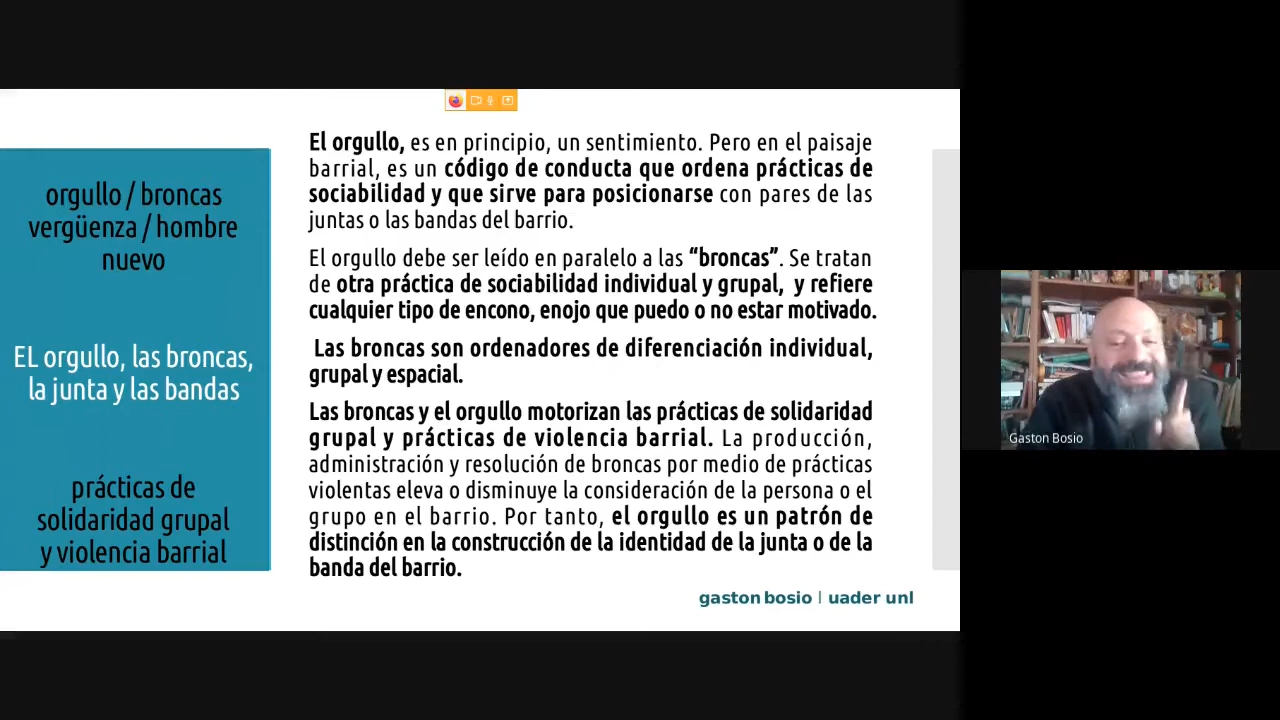 orgullo / broncas
vergüenza / hombre
nuevo
EL orgullo, las broncas,
la junta y las bandas
prácticas de
solidaridad grupal
y violencia barrial
El orgullo, es en principio, un sentimiento. Pero en el paisaje
barrial, es un código de conducta que ordena prácticas de
sociabilidad y que sirve para posicionarse con pares de las
juntas o las bandas del barrio.
El orgullo debe ser leído en paralelo a las “broncas”. Se tratan
de otra práctica de sociabilidad individual y grupal, y refiere
cualquier tipo de encono, enojo que puedo o no estar motivado.
Las broncas son ordenadores de diferenciación individual,
grupal y espacial.
Las broncas y el orgullo motorizan las prácticas de solidaridad
grupal y prácticas de violencia barrial. La producción,
administración y resolución de broncas por medio de prácticas
violentas eleva o disminuye la consideración de la persona o el
grupo en el barrio. Por tanto, el orgullo es un patrón de
distinción en la construcción de la identidad de la junta o de la
banda del barrio.
gaston bosio | uader unl
Gaston Bosio